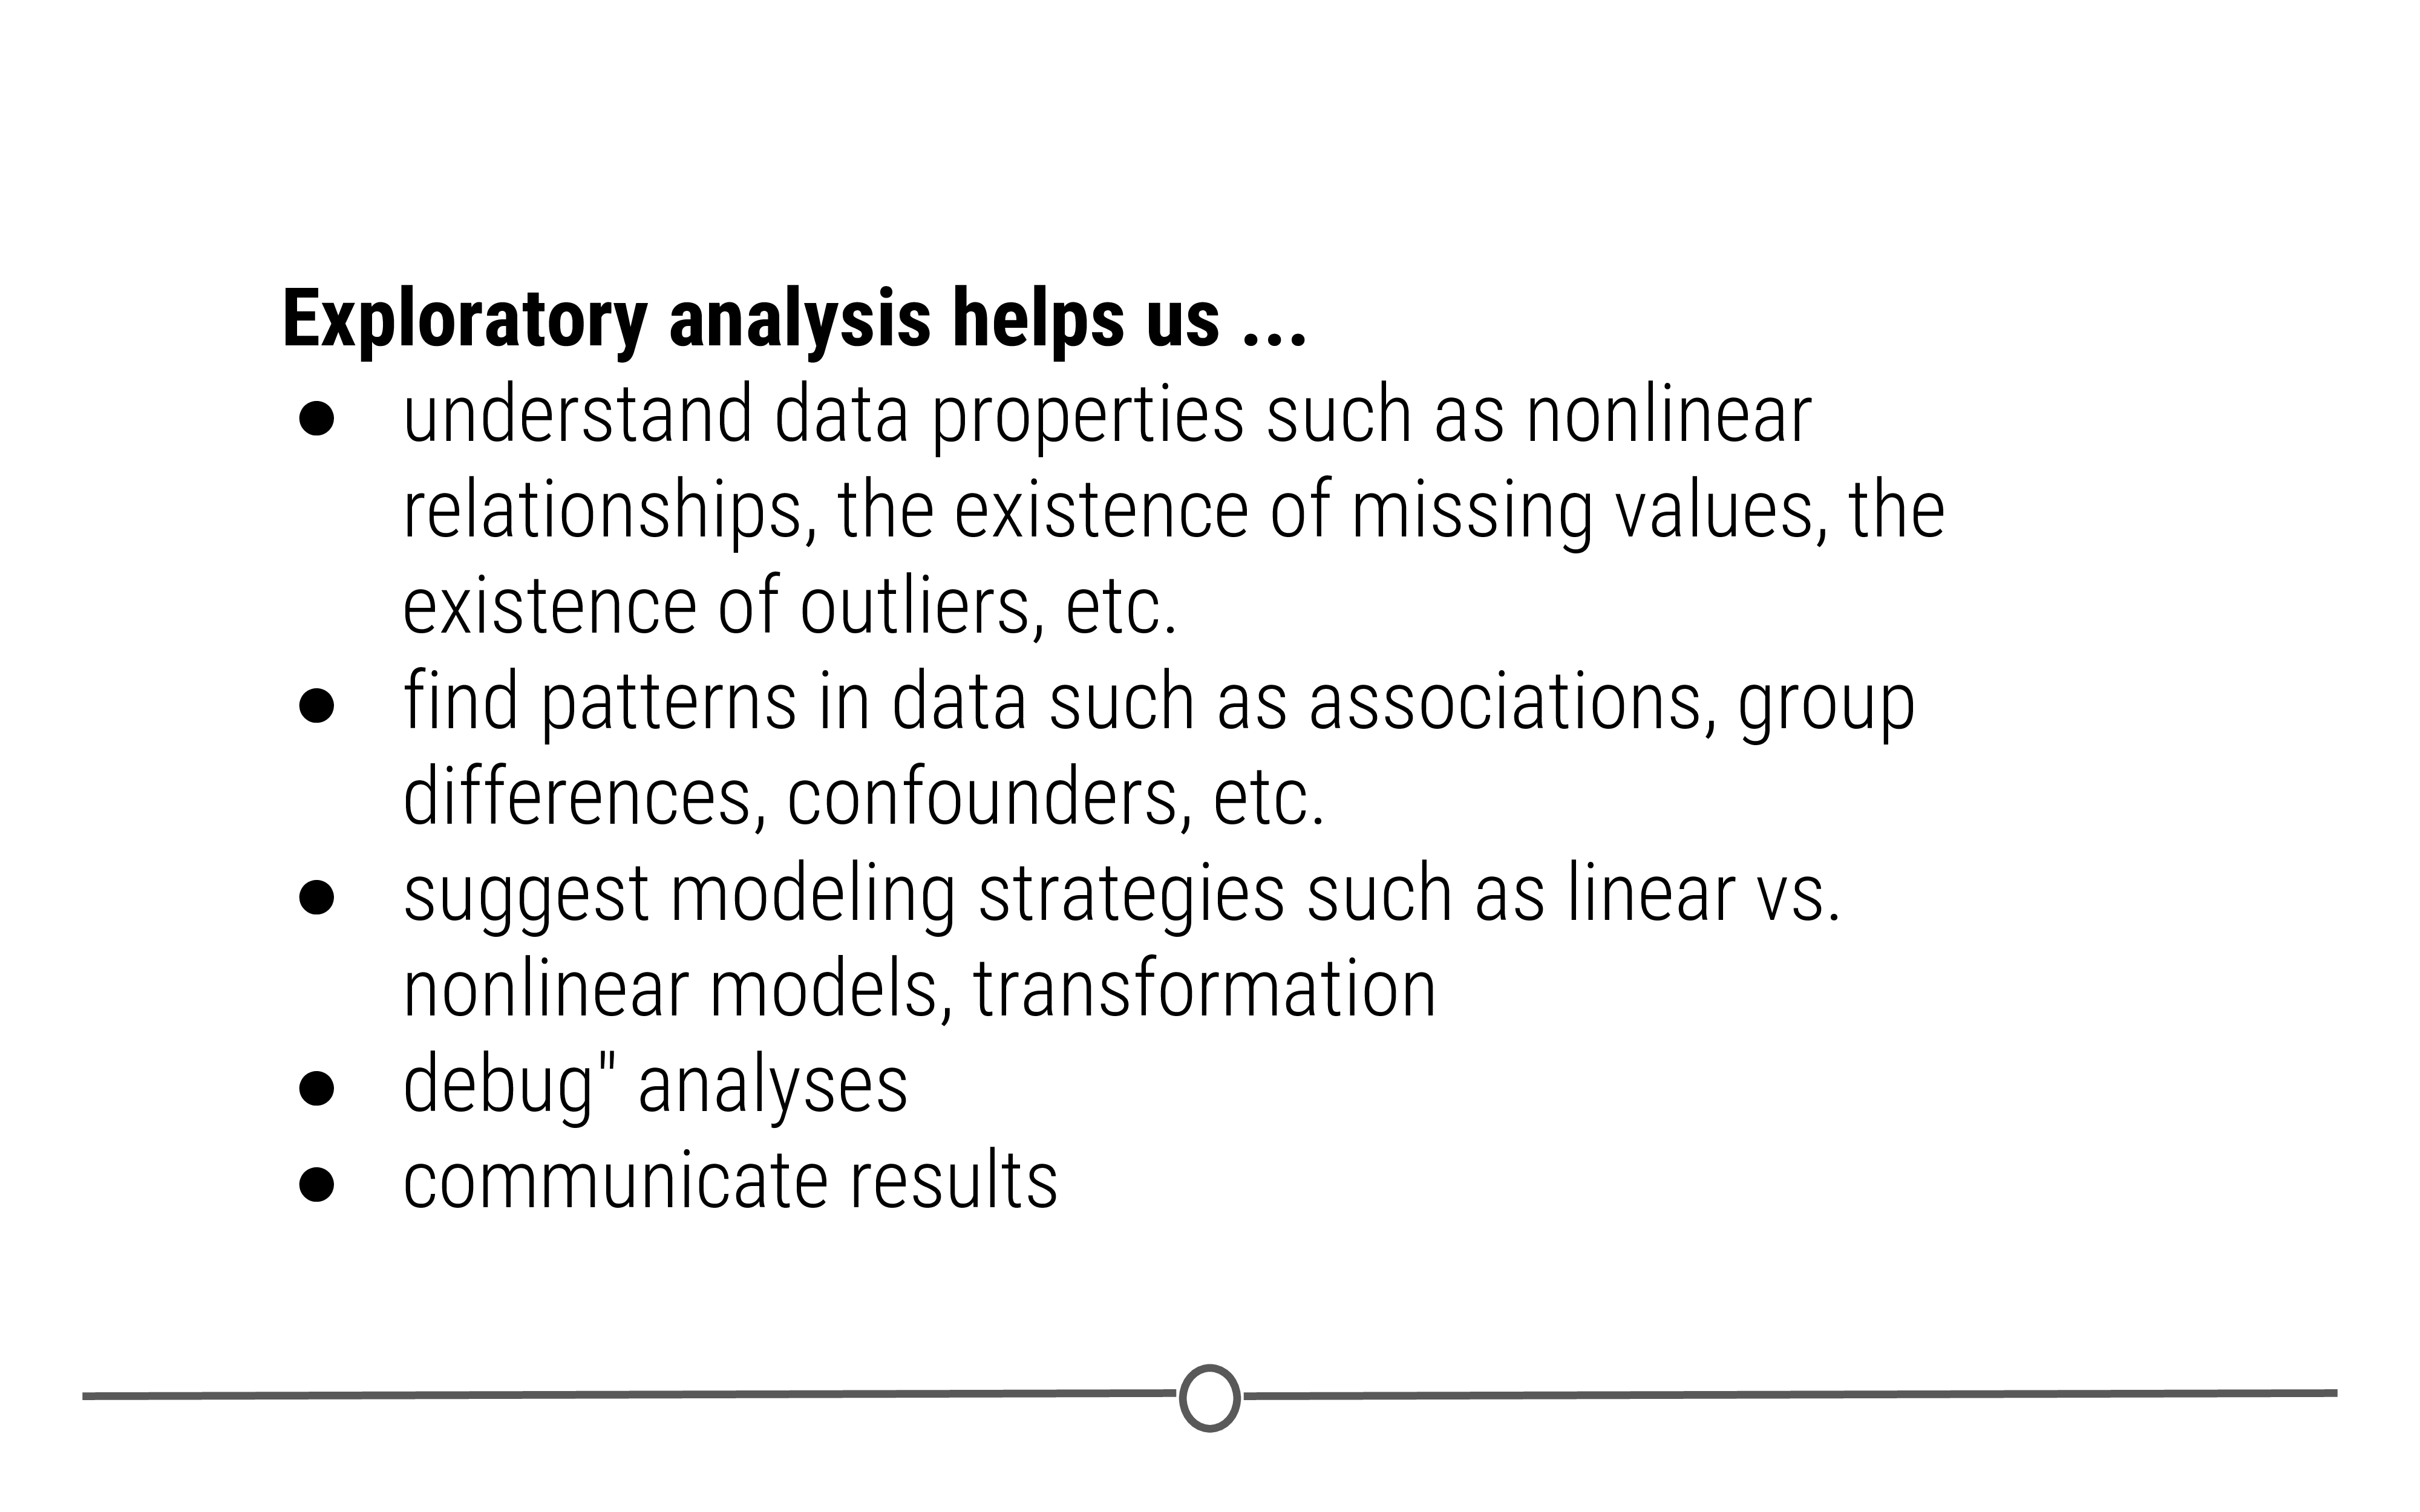 Exploratory analysis helps us ...
● understand data properties such as nonlinear
relationships, the existence of missing values, the
existence of outliers, etc.
● find patterns in data such as associations, group
differences, confounders, etc.
● suggest modeling strategies such as linear vs.
nonlinear models, transformation
● debug" analyses
● communicate results